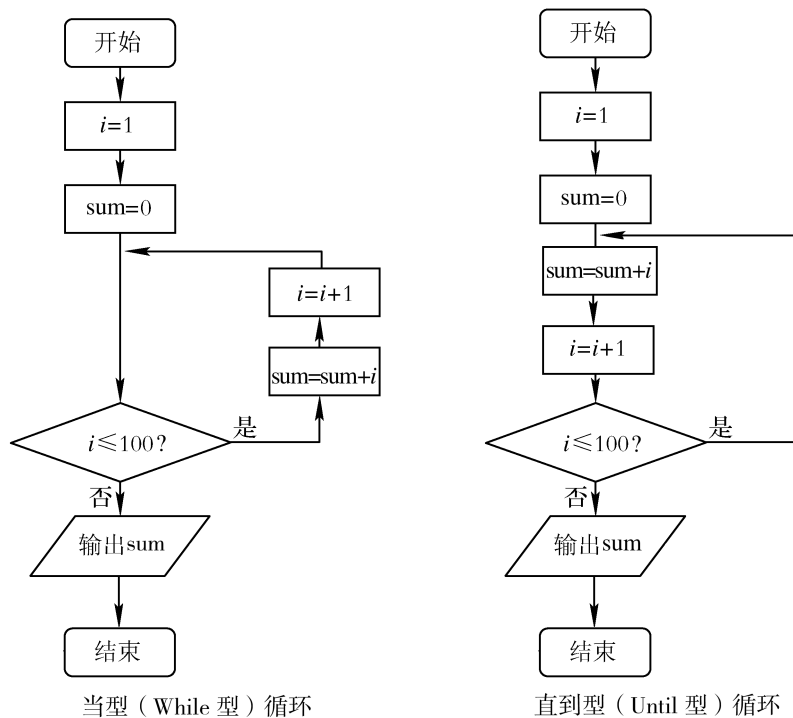 开始
i=1
sum=0
i=i+1
sum=sum+i
i≤100?
是
否
输出sum
结束
当型(While 型)循环
开始
i=1
sum=0
sum=sum+i
i=i+1
i≤100?
是
否
输出sum
结束
直到型(Until 型)循环